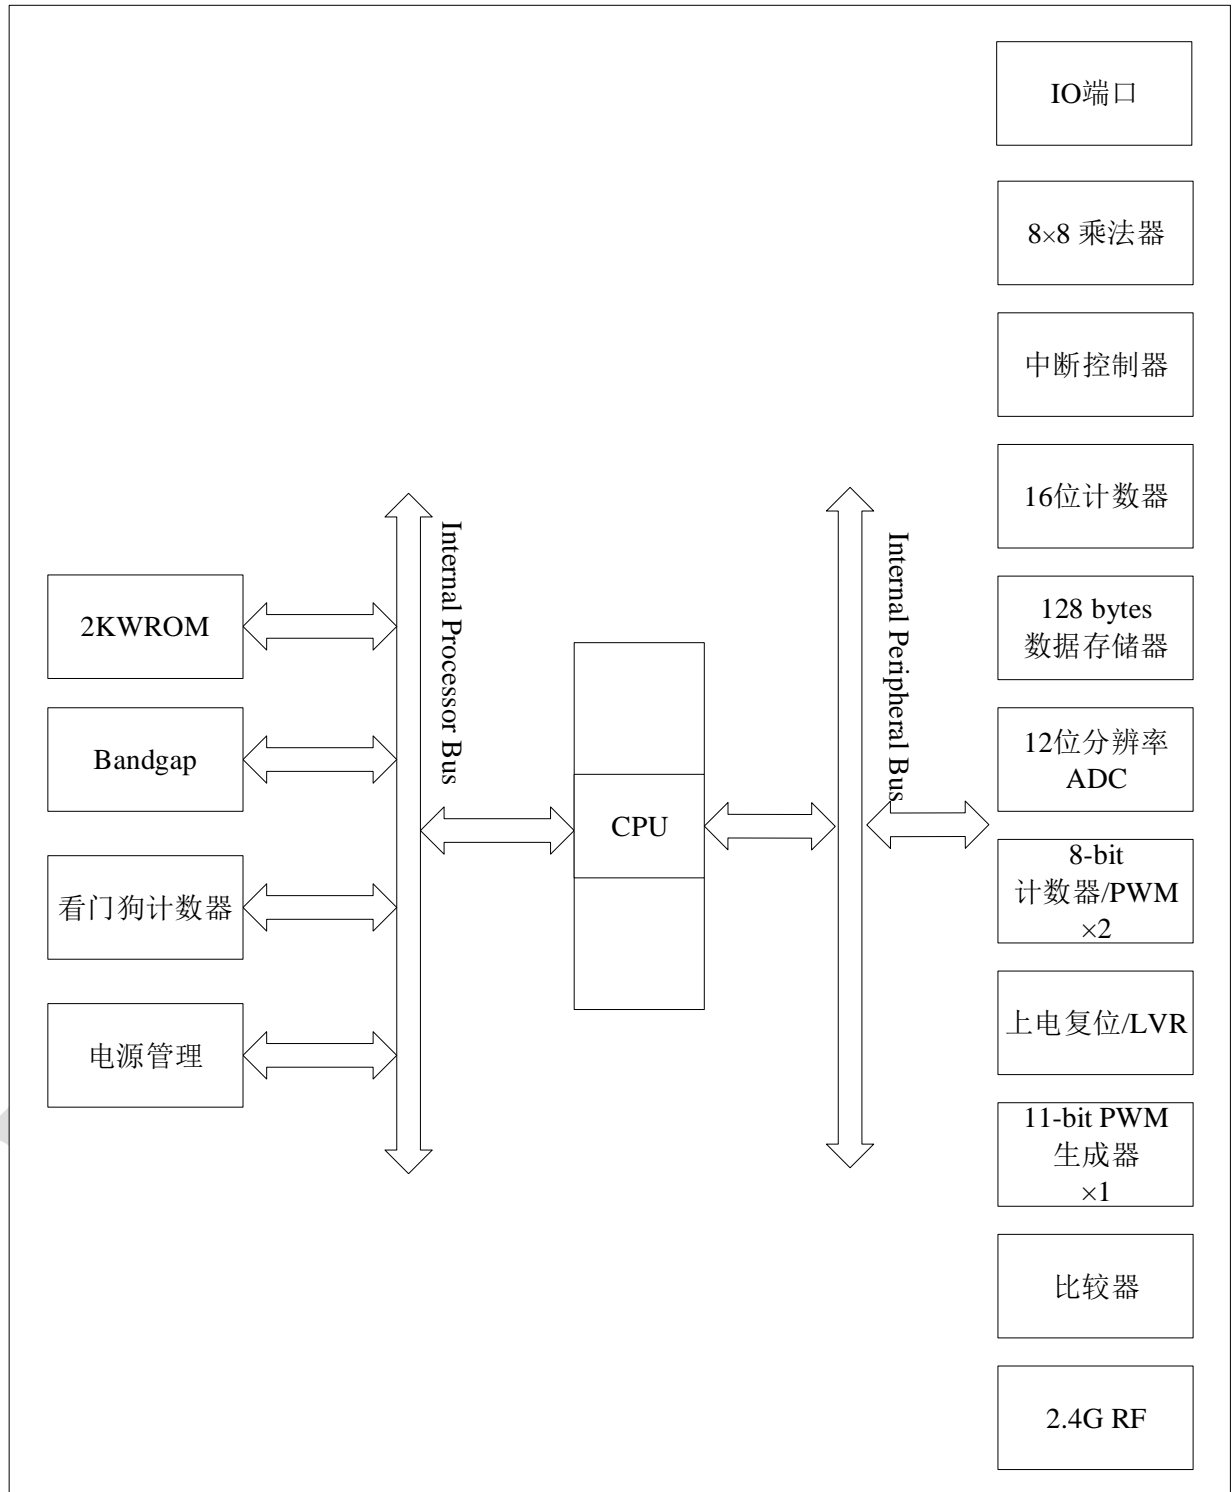 IO端口
8×8 乘法器
中断控制器
16位计数器
128 bytes
数据存储器
12位分辨率
ADC
8-bit
计数器/PWM
×2
上电复位/LVR
11-bit PWM
生成器
×1
比较器
2.4G RF
Internal Peripheral Bus
CPU
Internal Processor Bus
2KWROM
Bandgap
看门狗计数器
电源管理